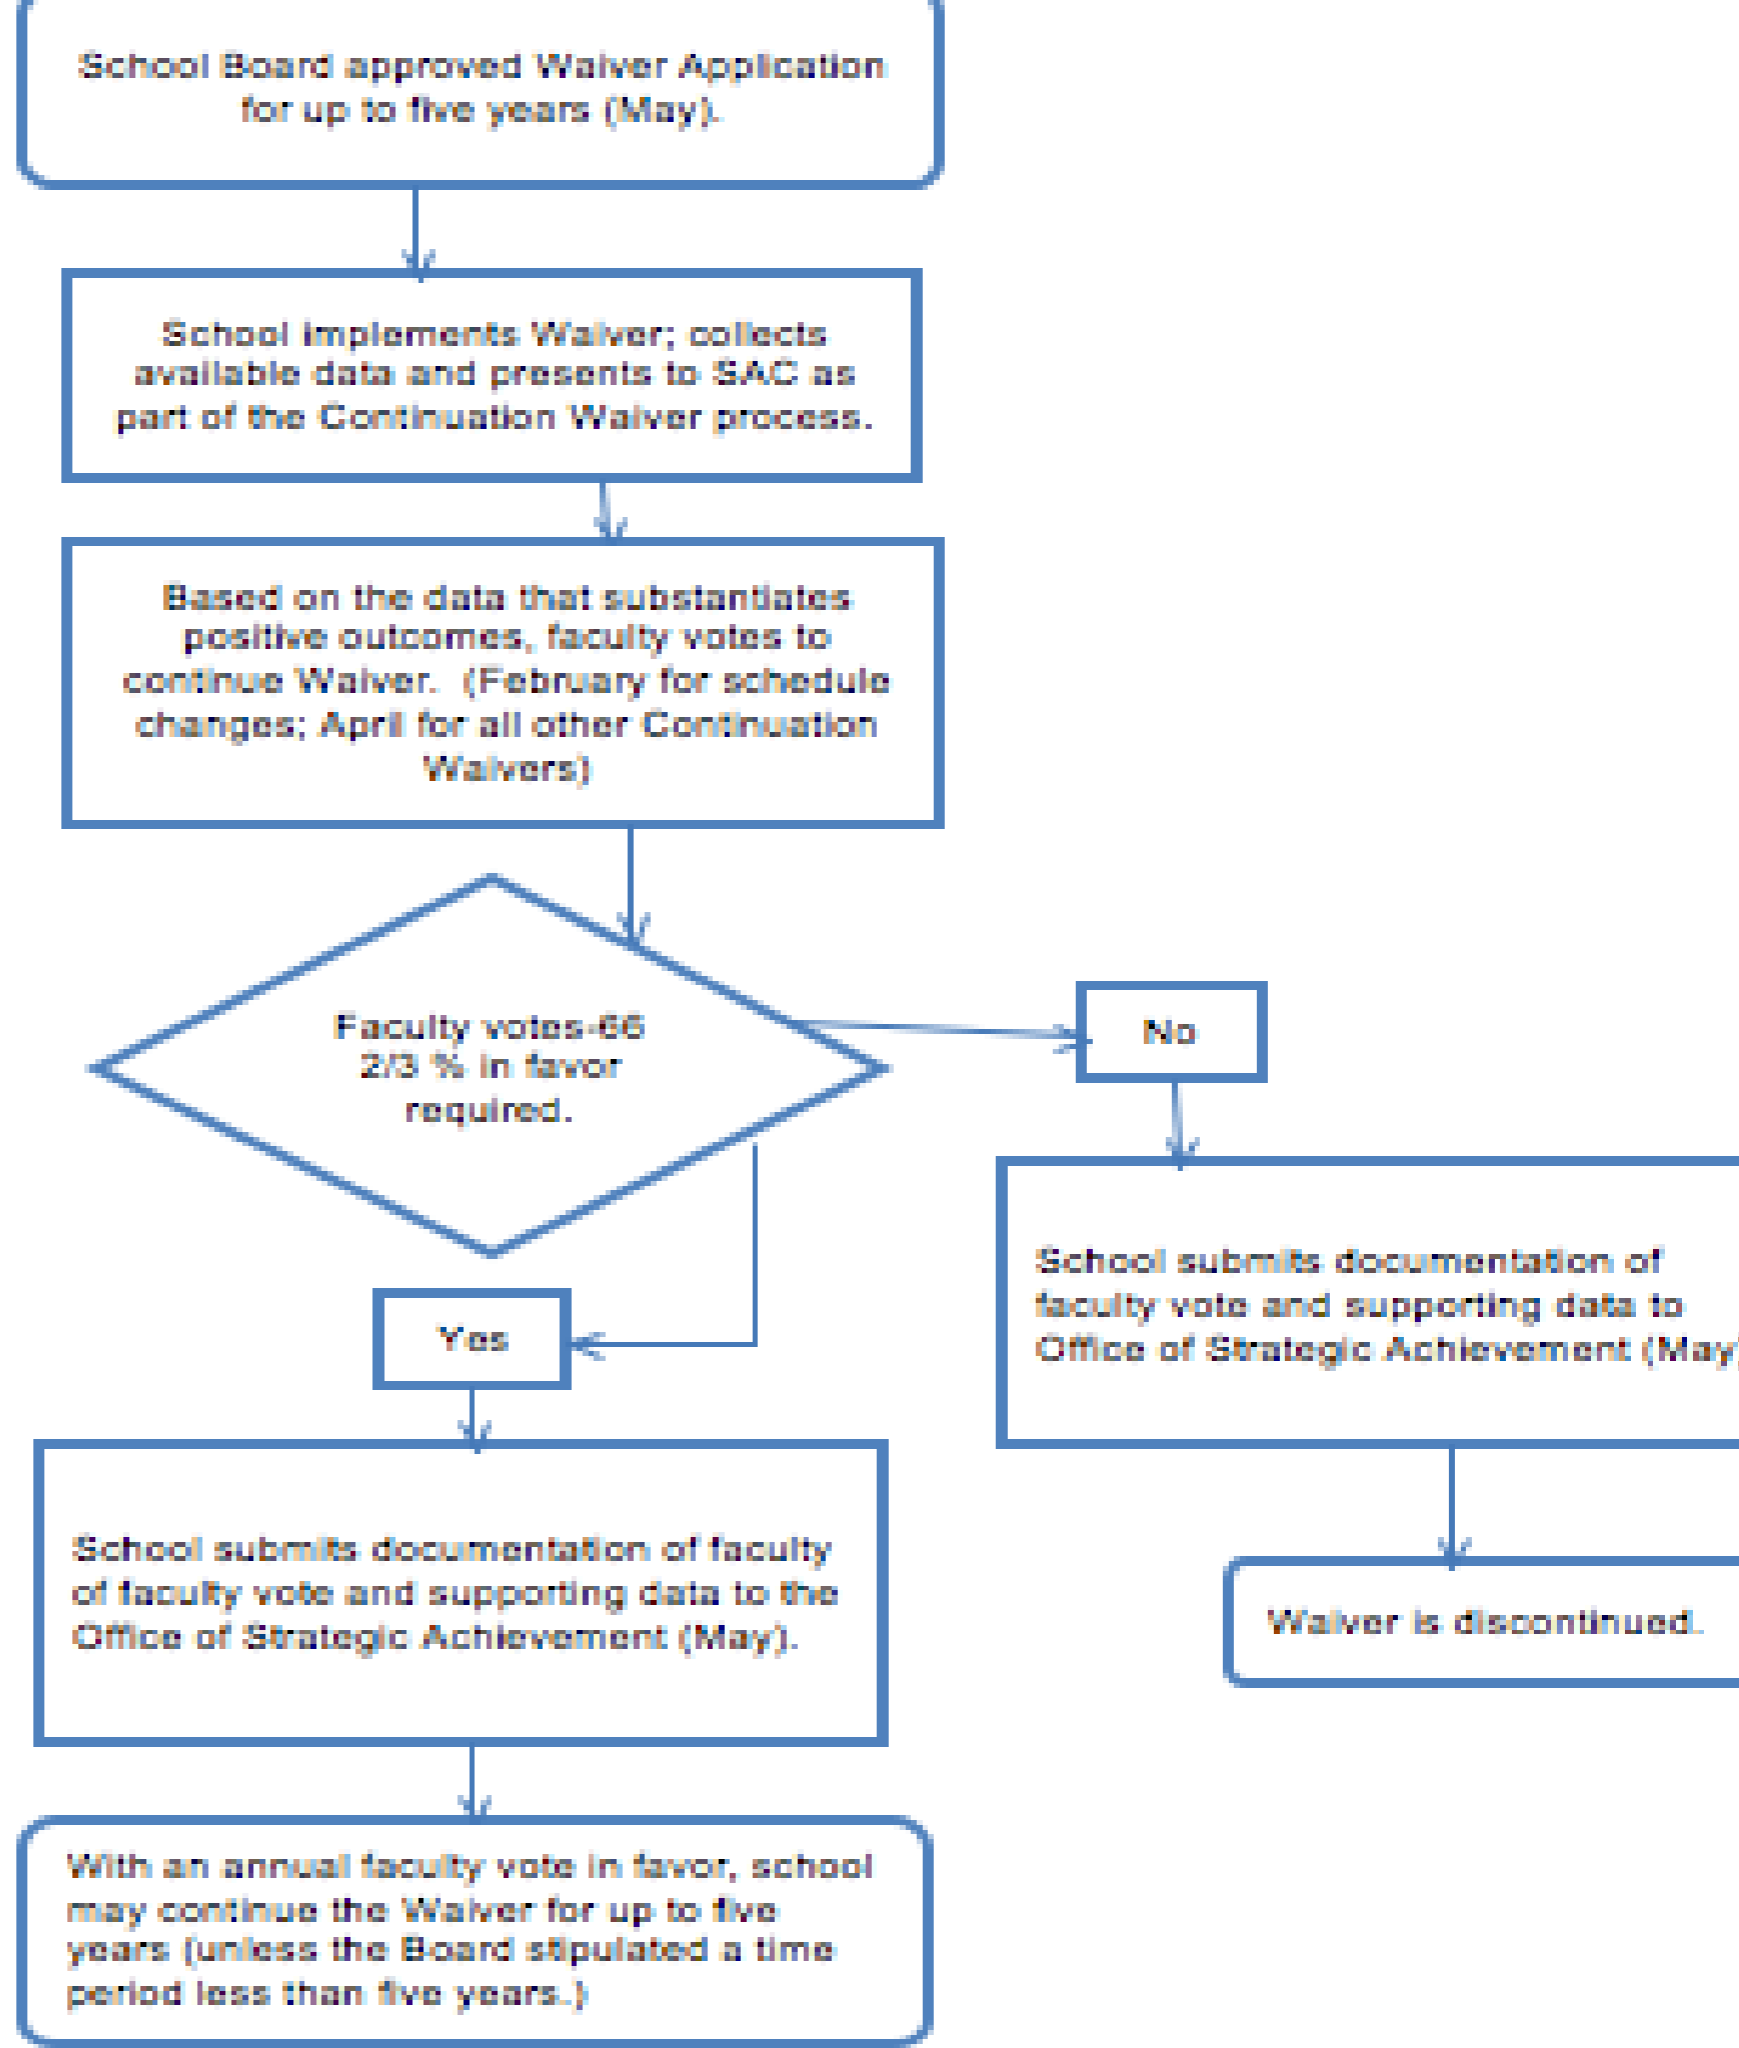 School Board approved Waiver Application
for up to five years (May).
School implements Waiver; collects
available data and presents to SAC as
part of the Continuation Waiver process.
Based on the data that substantiates
positive outcomes, faculty votes to
continue Waiver.  (February for schedule
changes; April for all other Continuation
Waivers)
Faculty votes-66
2/3 % in favor
required.
No
School submits documentation of
faculty vote and supporting data to
Office of Strategic Achievement (May)
Waiver is discontinued.
Yes
School submits documentation of faculty
of faculty vote and supporting data to the
Office of Strategic Achievement (May).
With an annual faculty vote in favor, school
may continue the Waiver for up to five
years (unless the Board stipulated a time
period less than five years.)